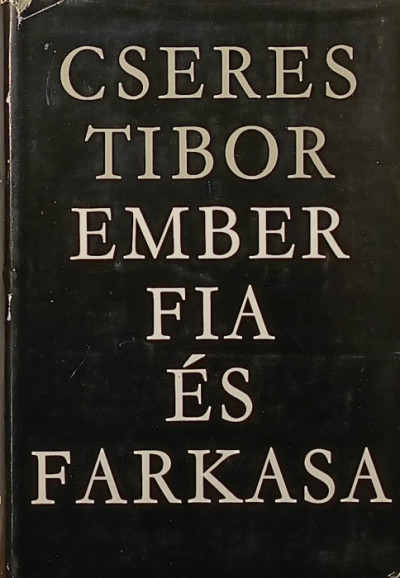 CSERES
TIBOR
EMBER
FIA
ÉS
FARKASA